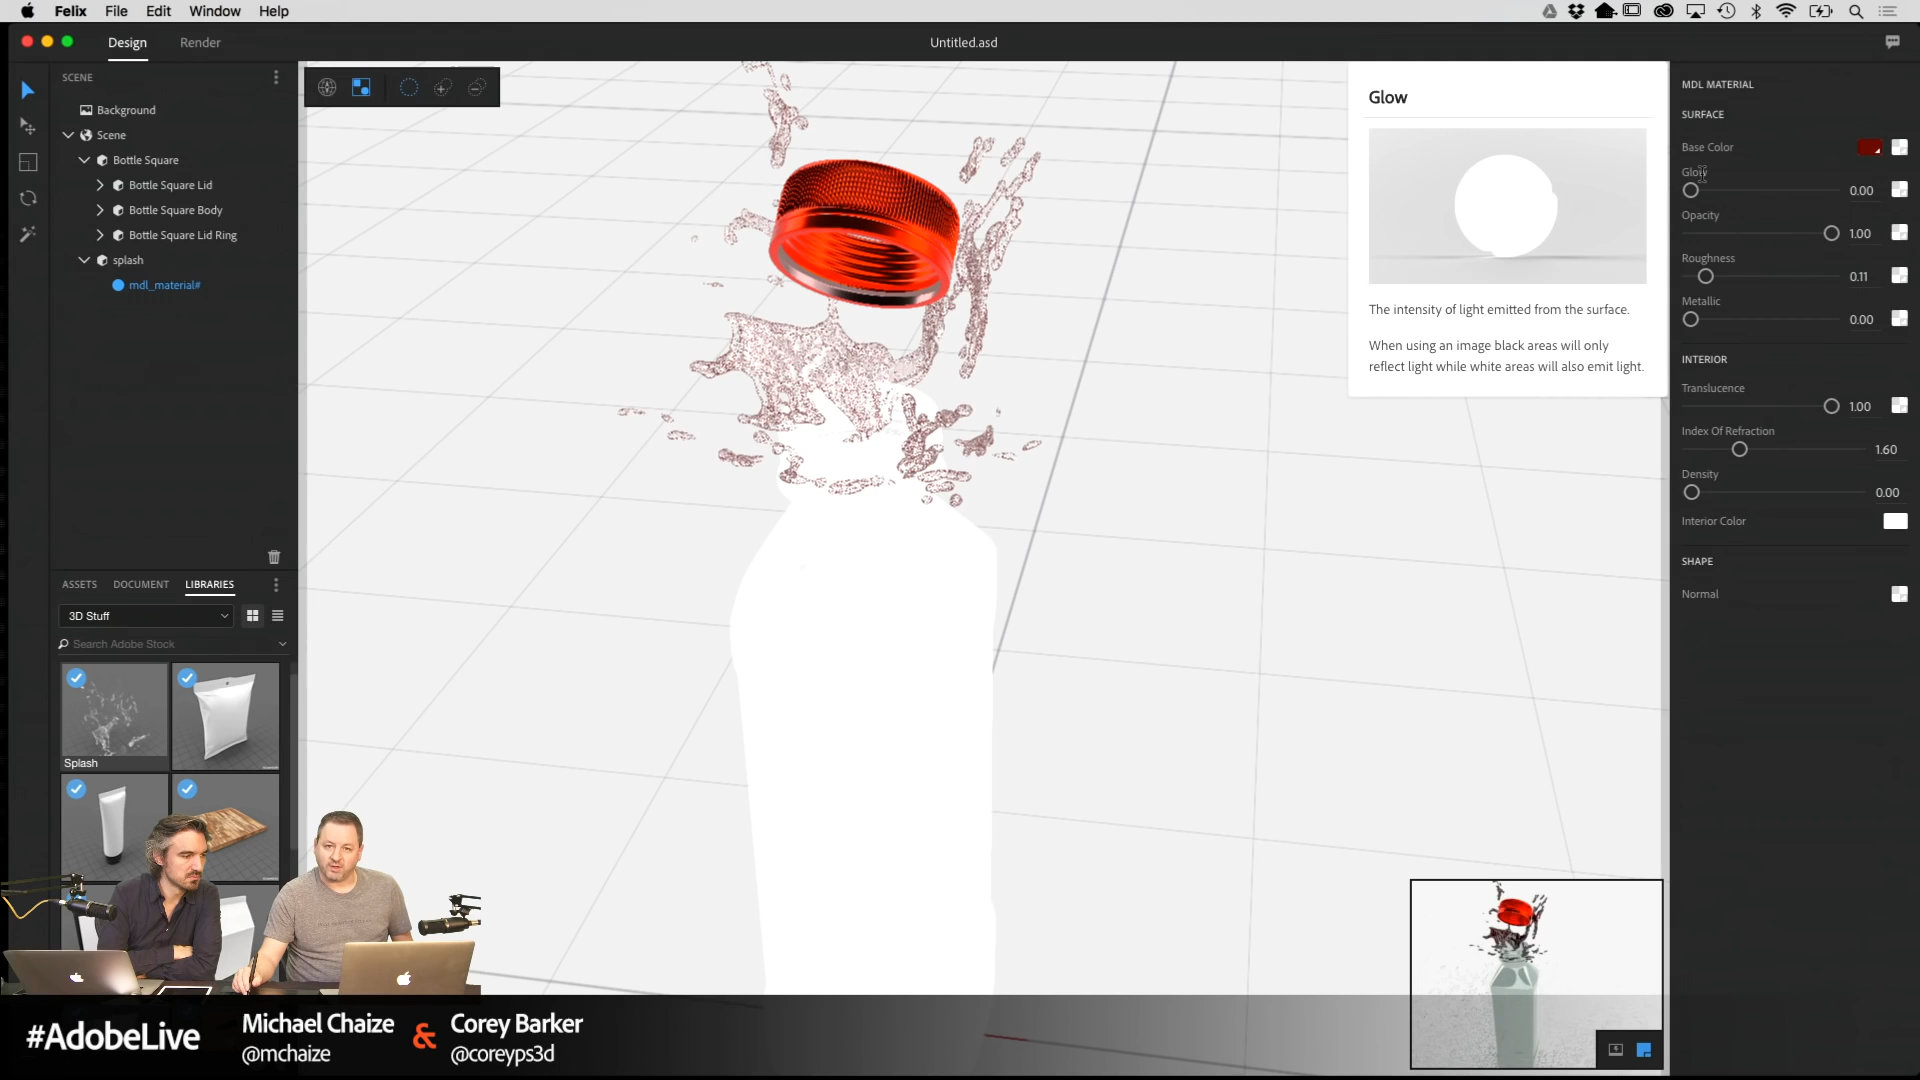 Felix File Edit Window Help
Design Render Untitled.asd
SCENE
Background
Scene
Bottle Square
Bottle Square Lid
Bottle Square Body
Bottle Square Lid Ring
splash
mdl_material#
ASSETS DOCUMENT LIBRARIES
3D Stuff
Search Adobe Stock
Splash
Glow
The intensity of light emitted from the surface.
When using an image black areas will only
reflect light while white areas will also emit light.
MDL MATERIAL
SURFACE
Base Color
Glow
0.00
Opacity
1.00
Roughness
0.11
Metallic
0.00
INTERIOR
Translucence
1.00
Index Of Refraction
1.60
Density
0.00
Interior Color
SHAPE
Normal
#AdobeLive
Michael Chaize & Corey Barker
@mchaize @coreyps3d